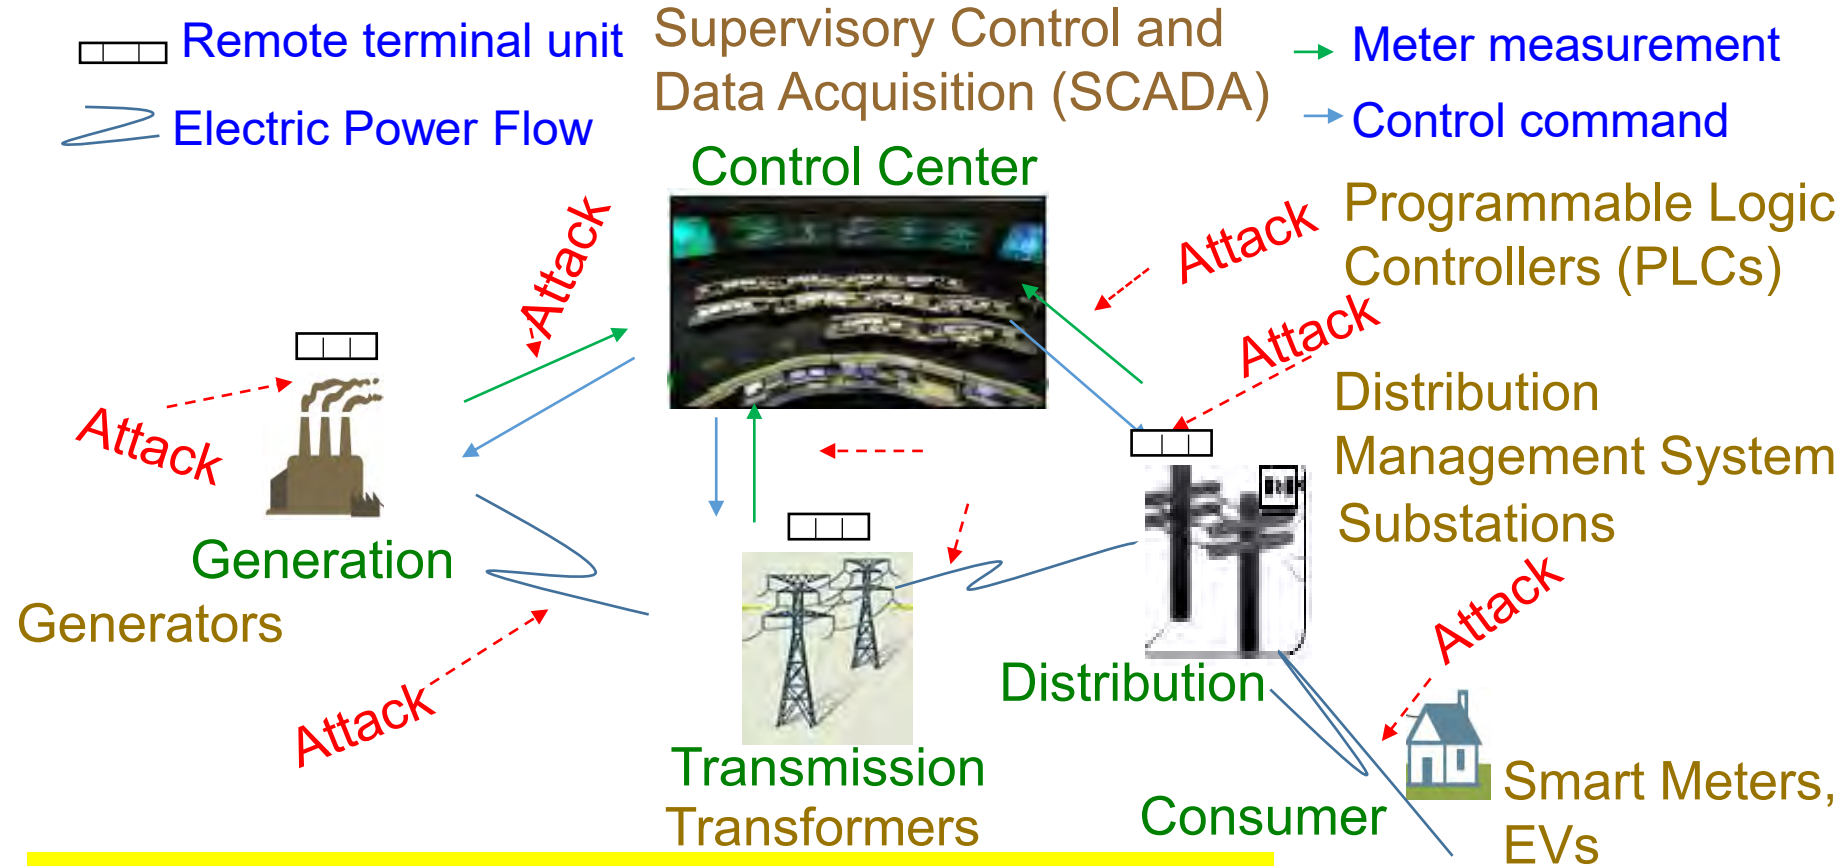 Remote terminal unit
Electric Power Flow
Supervisory Control and
Data Acquisition (SCADA)
Meter measurement
Control command
Control Center
Programmable Logic
Controllers (PLCs)
Attack
Attack
Attack
Attack
Distribution
Management System
Substations
Generation
Generators
Attack
Attack
Distribution
Transmission
Transformers
Consumer
Smart Meters,
EVs